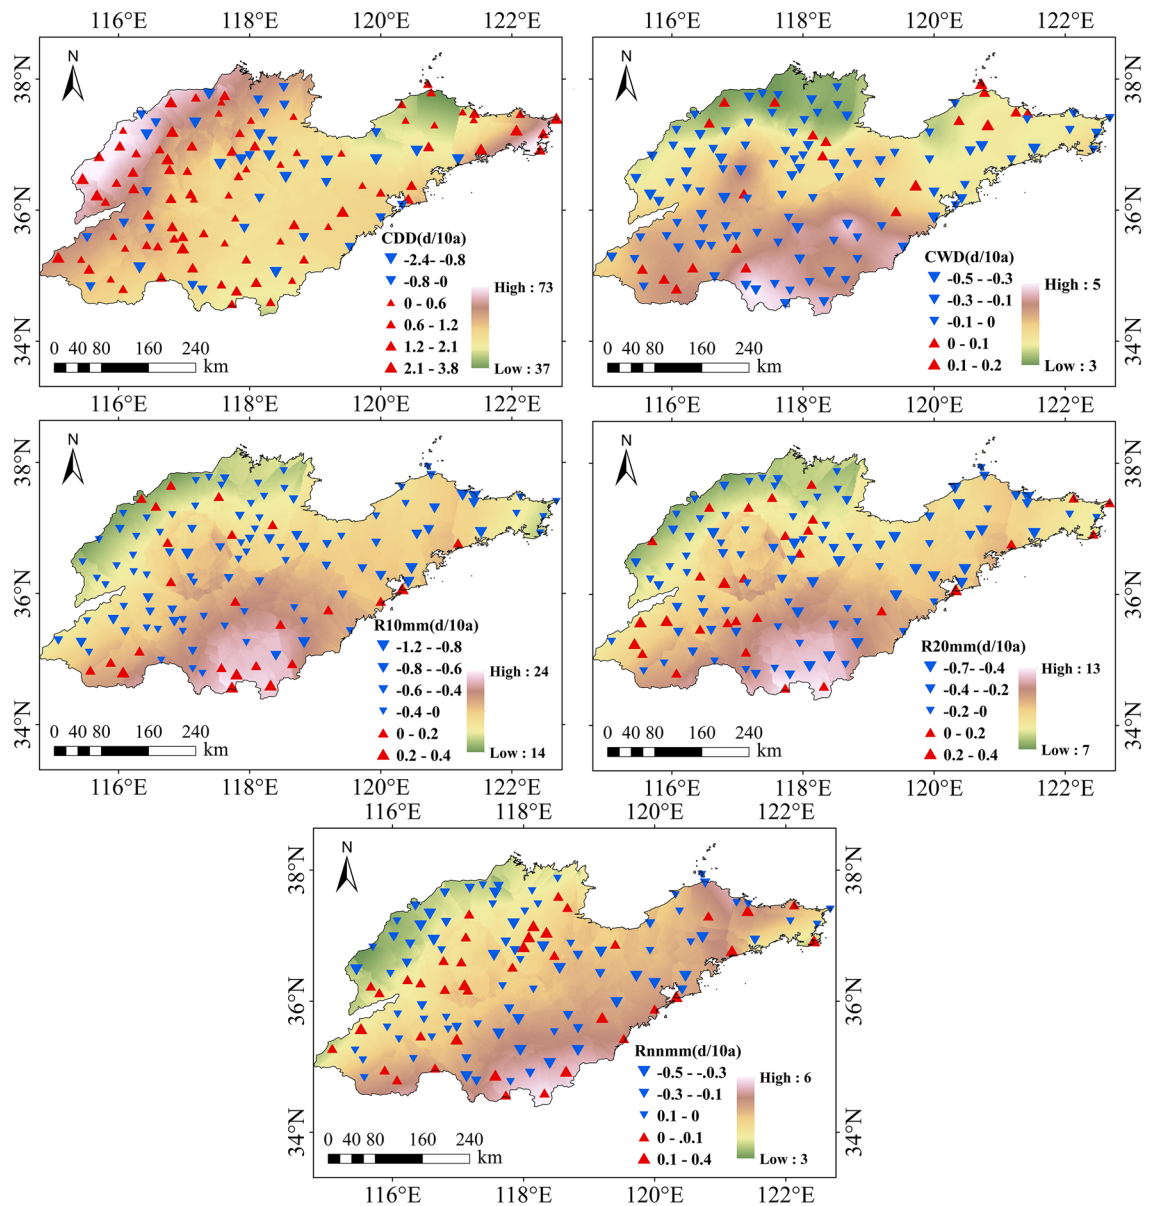 116°E 118°E 120°E 122°E 116°E 118°E 120°E 122°E
N
38°N
36°N
34°N
CDD(d/10a)
-2.4- -0.8
-0.8 -0
0 - 0.6
0.6 - 1.2
1.2 - 2.1
2.1 - 3.8
High : 73
Low : 37
0 40 80 160 240
km
N
38°N
36°N
34°N
CWD(d/10a)
-0.5 - -0.3
-0.3 - -0.1
-0.1 - 0
0 - 0.1
0.1 - 0.2
High : 5
Low : 3
0 40 80 160 240
km
116°E 118°E 120°E 122°E 116°E 118°E 120°E 122°E
N
38°N
36°N
34°N
R10mm(d/10a)
-1.2 - -0.8
-0.8 - -0.6
-0.6 - -0.4
-0.4 -0
0 - 0.2
0.2 - 0.4
High : 24
Low : 14
0 40 80 160 240
km
N
38°N
36°N
34°N
R20mm(d/10a)
-0.7- -0.4
-0.4 - -0.2
-0.2 -0
0 - 0.2
0.2 - 0.4
High : 13
Low : 7
0 40 80 160 240
km
116°E 118°E 120°E 122°E 116°E 118°E 120°E 122°E
116°E 118°E 120°E 122°E
N
38°N 38°N
36°N 36°N
34°N 34°N
Rnnmm(d/10a)
-0.5 - -.0.3
-0.3 - -0.1
0.1 - 0
0 - .0.1
0.1 - 0.4
High : 6
Low : 3
0 40 80 160 240
km
116°E 118°E 120°E 122°E